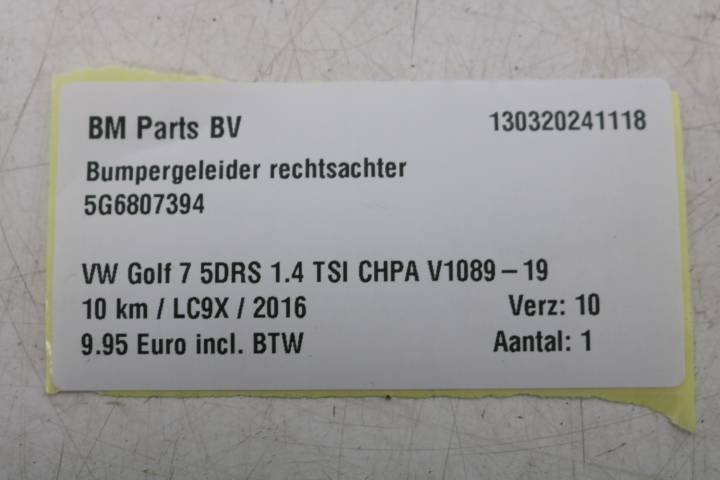 BM Parts BV 130320241118
Bumpergeleider rechtsachter
5G6807394
VW Golf 7 5DRS 1.4 TSI CHPA V1089-19
10 km / LC9X / 2016 Verz: 10
9.95 Euro incl. BTW Aantal: 1